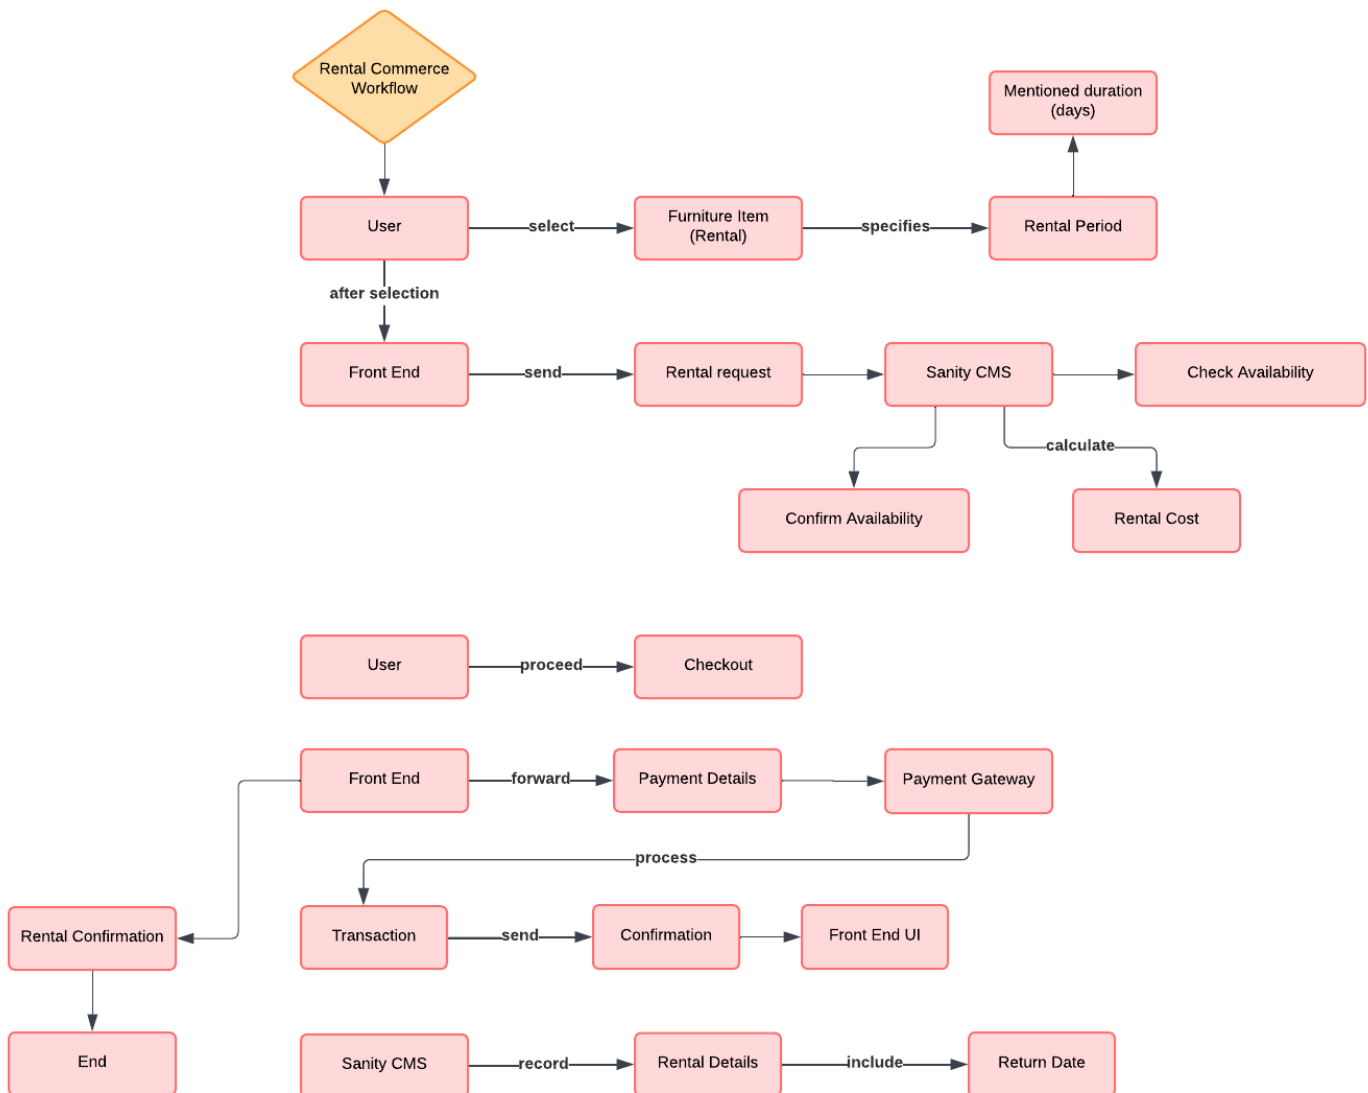 Rental Commerce
Workflow
Mentioned duration
(days)
User
select
Furniture Item
(Rental)
specifies
Rental Period
after selection
Front End
send
Rental request
Sanity CMS
Check Availability
calculate
Confirm Availability
Rental Cost
User
proceed
Checkout
Front End
forward
Payment Details
Payment Gateway
process
Rental Confirmation
Transaction
send
Confirmation
Front End UI
End
Sanity CMS
record
Rental Details
include
Return Date